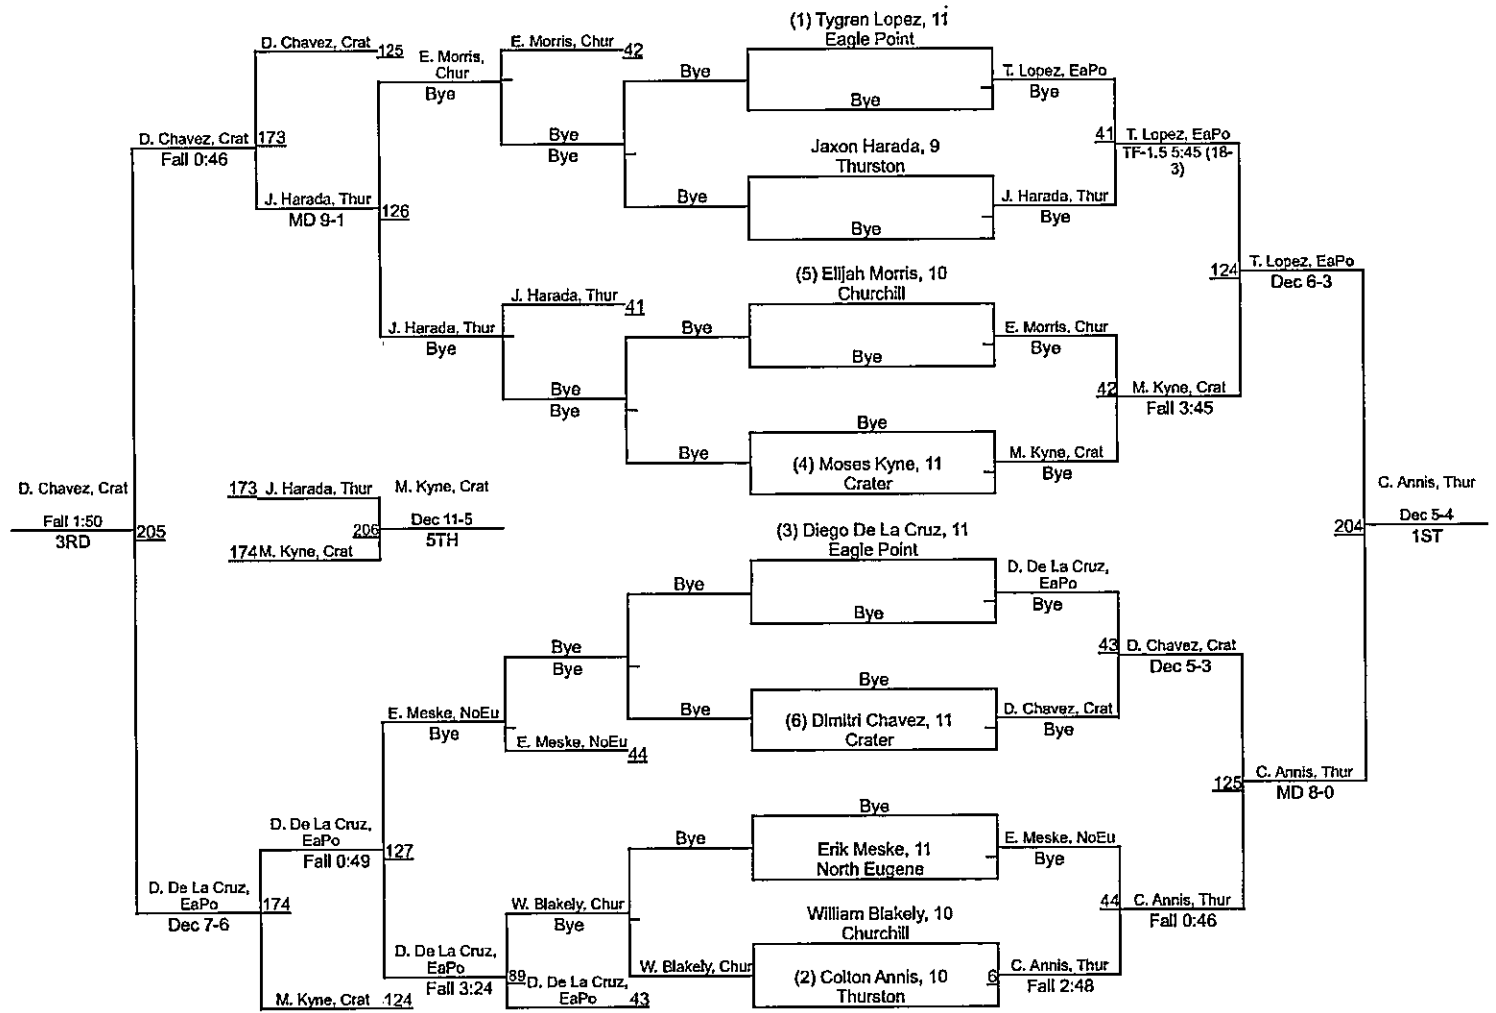 (1) Tygren Lopez, 11
Eagle Point
D. Chavez, Crat
125
E. Morris,
Chur
Bye
E. Morris, Chur
42
Bye
Bye
T. Lopez, EaPo
Bye
D. Chavez, Crat
Fall 0:46
173
Bye
Bye
Jaxon Harada, 9
Thurston
41
T. Lopez, EaPo
TF-1.5 5:45 (18-
3)
J. Harada, Thur
MD 9-1
126
Bye
Bye
J. Harada, Thur
Bye
(5) Elijah Morris, 10
Churchill
124
T. Lopez, EaPo
Dec 6-3
J. Harada, Thur
41
J. Harada, Thur
Bye
Bye
Bye
E. Morris, Chur
Bye
Bye
Bye
42
M. Kyne, Crat
Fall 3:45
Bye
Bye
(4) Moses Kyne, 11
Crater
M. Kyne, Crat
Bye
D. Chavez, Crat
Fall 1:50
3RD
205
173 J. Harada, Thur
206
174 M. Kyne, Crat
M. Kyne, Crat
Dec 11-5
5TH
C. Annis, Thur
204
Dec 5-4
1ST
(3) Diego De La Cruz, 11
Eagle Point
Bye
Bye
D. De La Cruz,
EaPo
Bye
Bye
Bye
43
D. Chavez, Crat
Dec 5-3
E. Meske, NoEu
Bye
E. Meske, NoEu
44
Bye
Bye
(6) Dimitri Chavez, 11
Crater
D. Chavez, Crat
Bye
125
C. Annis, Thur
MD 8-0
D. De La Cruz,
EaPo
Fall 0:49
127
Bye
Bye
Erik Meske, 11
North Eugene
E. Meske, NoEu
Bye
D. De La Cruz,
EaPo
Dec 7-6
174
W. Blakely, Chur
Bye
William Blakely, 10
Churchill
44
C. Annis, Thur
Fall 0:46
D. De La Cruz,
EaPo
Fall 3:24
89
D. De La Cruz,
EaPo
43
W. Blakely, Chur
(2) Colton Annis, 10
Thurston
6
C. Annis, Thur
Fall 2:48
M. Kyne, Crat
124